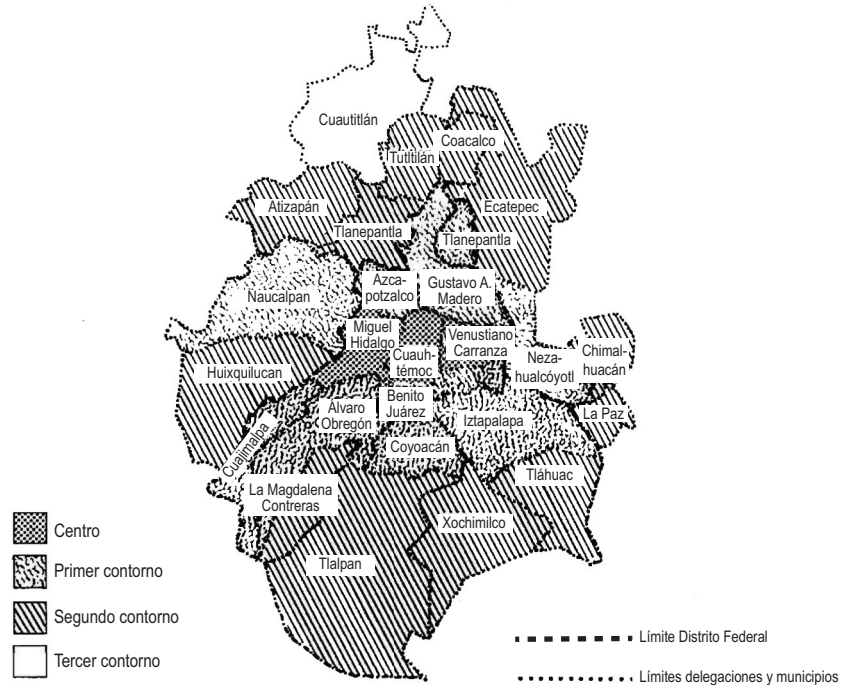 Cuautitlán
Coacalco
Tutltilán
Atizapán
Ecatepec
Tlanepantla
Tlanepantla
Naucalpan
Azca-
potzalco
Gustavo A.
Madero
Miguel
Hidalgo
Venustiano
Carranza
Cuauh-
témoc
Neza-
hualcóyotl
Chimal-
huacán
Huixquilucan
Álvaro
Obregón
Benito
Juárez
Iztapalapa
La Paz
Cuajimalpa
Coyoacán
Tláhuac
La Magdalena
Contreras
Xochimilco
Tlalpan
Centro
Primer contorno
Segundo contorno
Tercer contorno
Límite Distrito Federal
Límites delegaciones y municipios